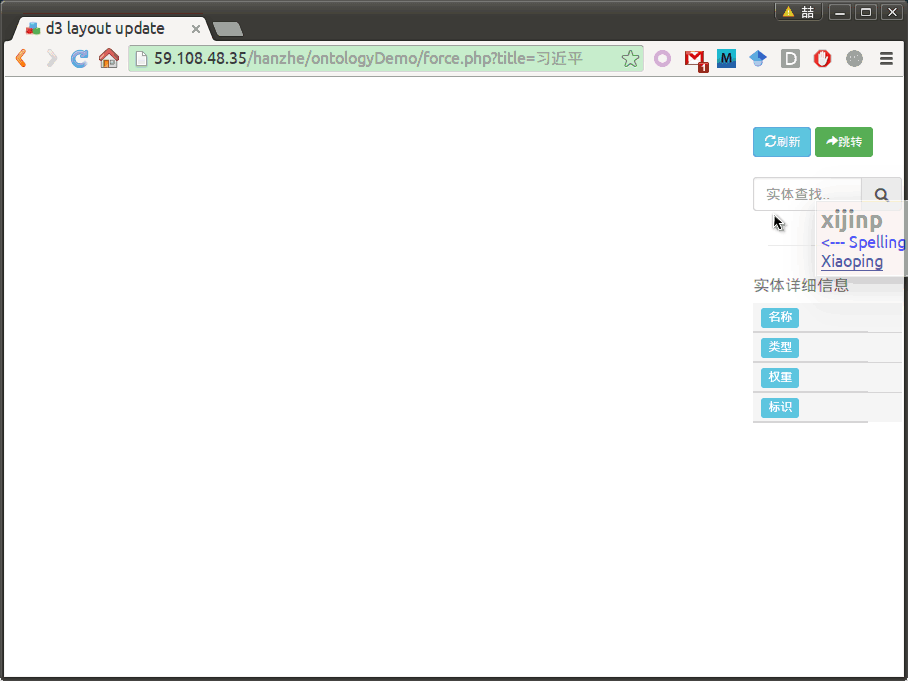 喆
d3 layout update
59.108.48.35/hanzhe/ontologyDemo/force.php?title=习近平
1
M
D
刷新 跳转
实体查找..
xijinp
<--- Spelling
Xiaoping
实体详细信息
名称
类型
权重
标识